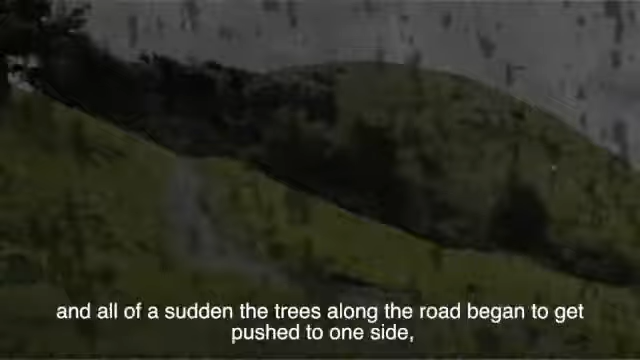 and all of a sudden the trees along the road began to get
pushed to one side,